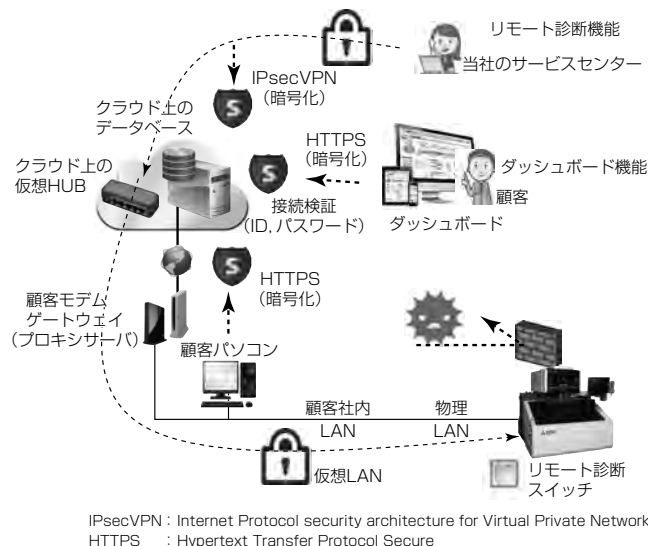 リモート診断機能
当社のサービスセンター
IPsecVPN
（暗号化）
クラウド上の
データベース
HTTPS
（暗号化）
クラウド上の
仮想HUB
ダッシュボード機能
顧客
接続検証
（ID，パスワード）
ダッシュボード
HTTPS
（暗号化）
顧客モデム
ゲートウェイ
（プロキシサーバ）
顧客パソコン
顧客社内
LAN
物理
LAN
仮想LAN
リモート診断
スイッチ
IPsecVPN：Internet Protocol security architecture for Virtual Private Network
HTTPS ：Hypertext Transfer Protocol Secure